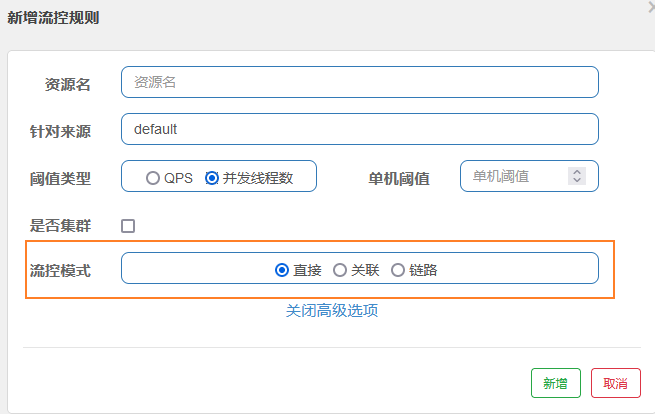 新增流控规则
资源名 资源名
针对来源 default
阈值类型 QPS 并发线程数 单机阈值 单机阈值
是否集群
流控模式 直接 关联 链路
关闭高级选项
新增 取消